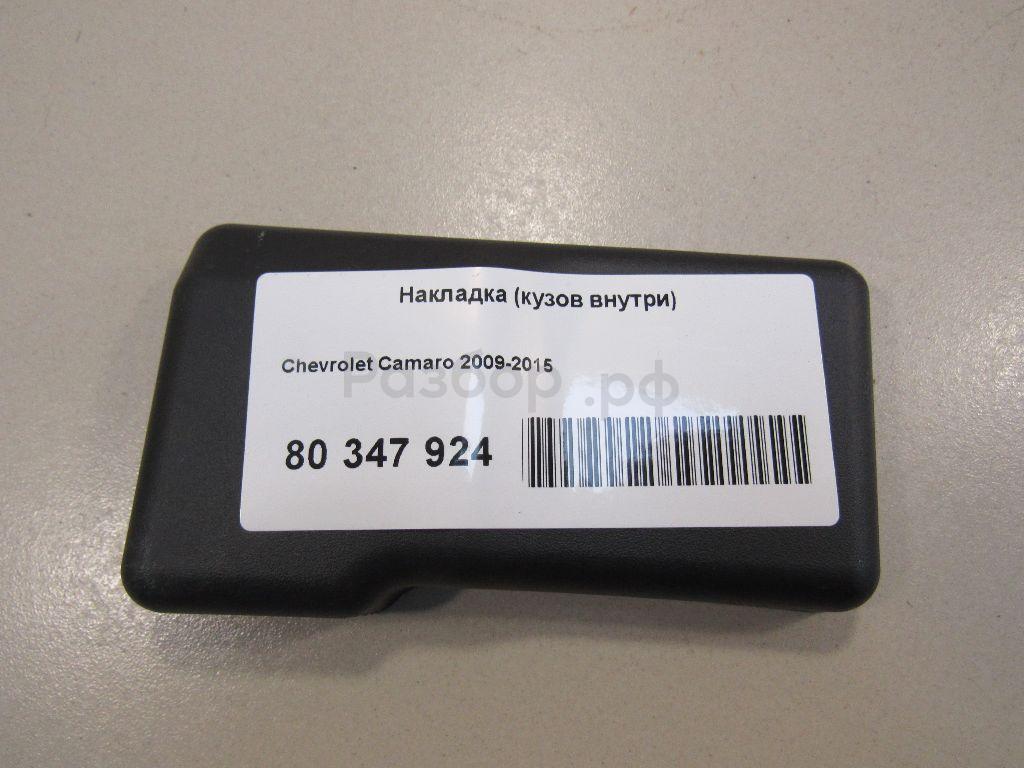 Накладка (кузов внутри)
Chevrolet Camaro 2009-2015
Разбор.рф
80 347 924